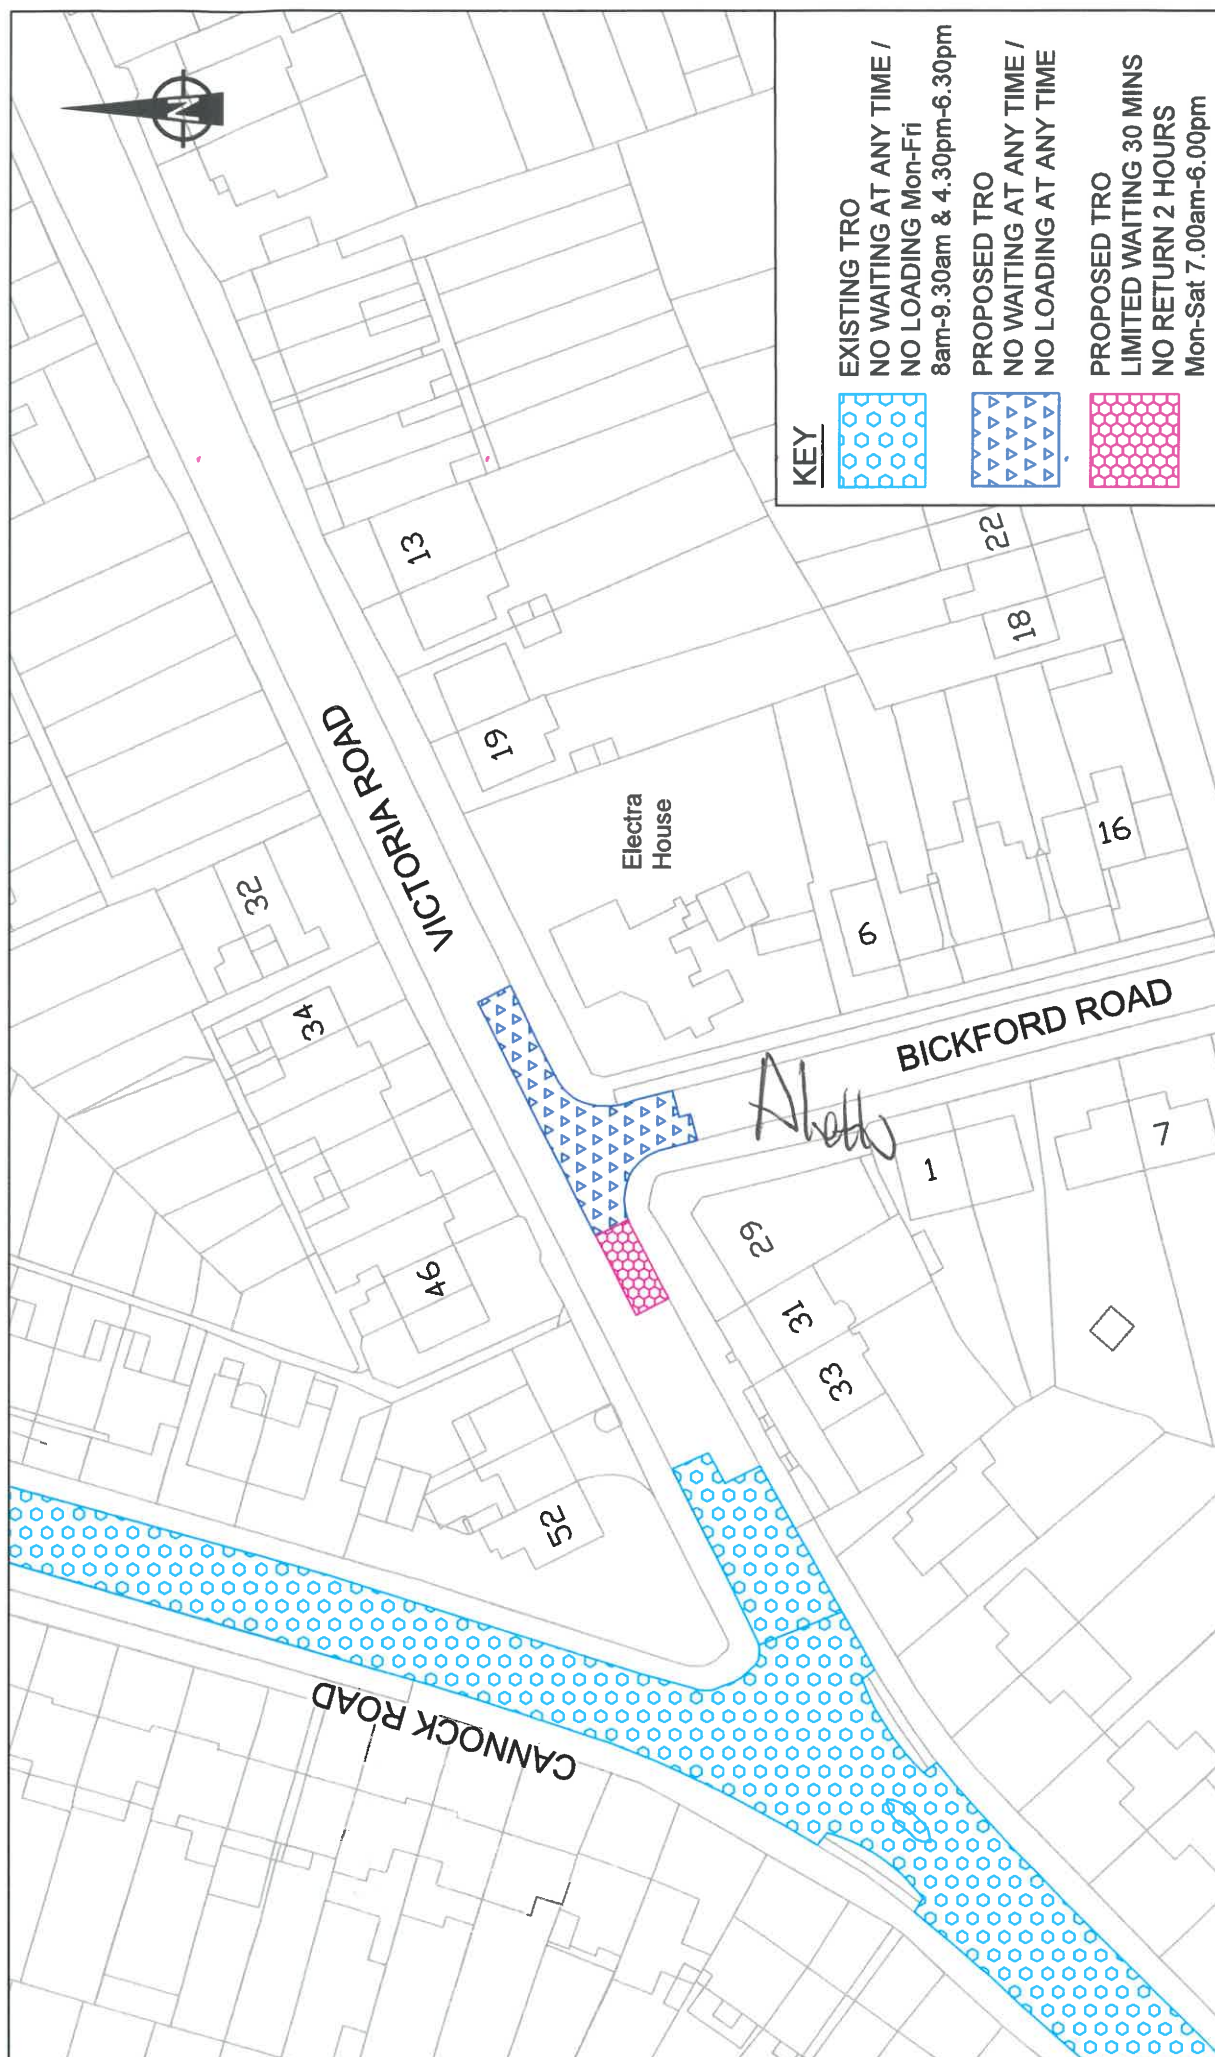 N
KEY
EXISTING TRO
NO WAITING AT ANY TIME /
NO LOADING Mon-Fri
8am-9.30am & 4.30pm-6.30pm
PROPOSED TRO
NO WAITING AT ANY TIME /
NO LOADING AT ANY TIME
PROPOSED TRO
LIMITED WAITING 30 MINS
NO RETURN 2 HOURS
Mon-Sat 7.00am-6.00pm
VICTORIA ROAD
CANNOCK ROAD
BICKFORD ROAD
Electra
House
13
19
32
34
46
52
22
18
16
6
1
7
29
31
33